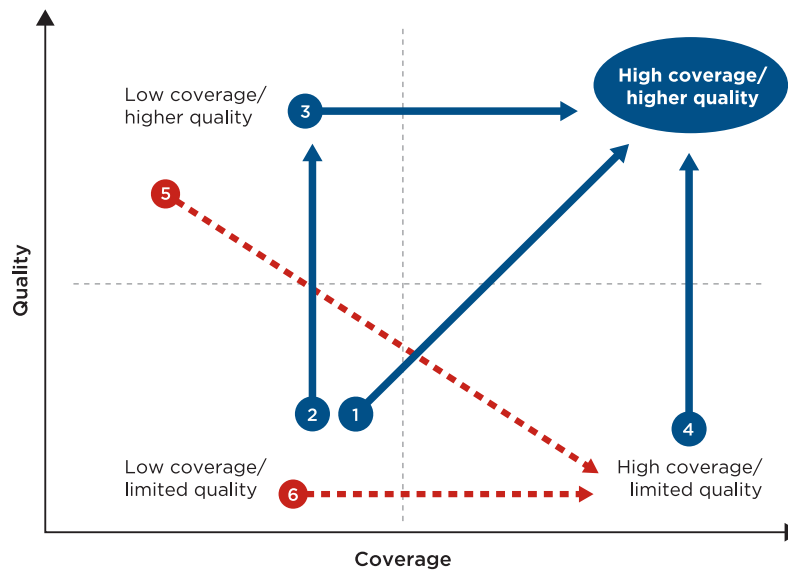 Low coverage/
higher quality
3
High coverage/
higher quality
5
Quality
2
1
4
Low coverage/
limited quality
6
High coverage/
limited quality
Coverage